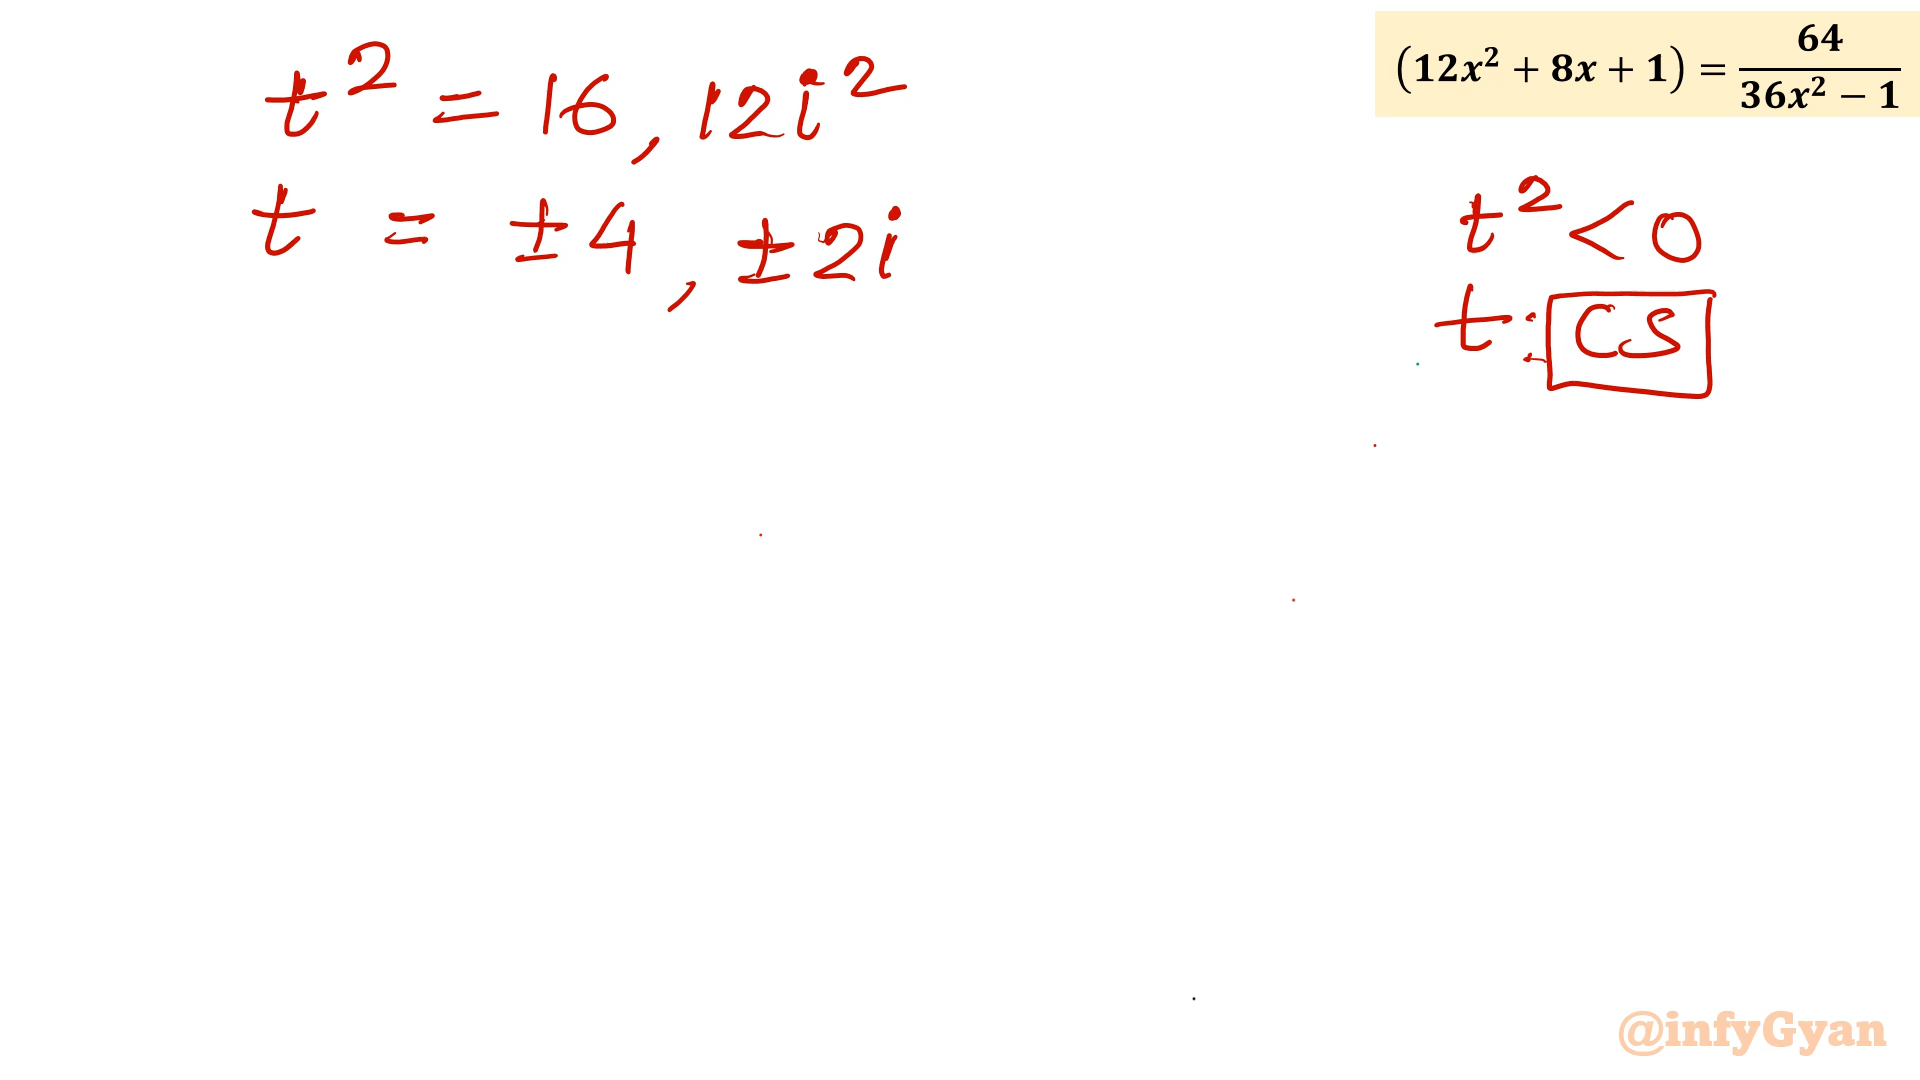 t² = 16, 12i²
t = ±4, ±2i
(12x² + 8x + 1) = 64/(36x² − 1)
t² < 0
t: CS
@infyGyan